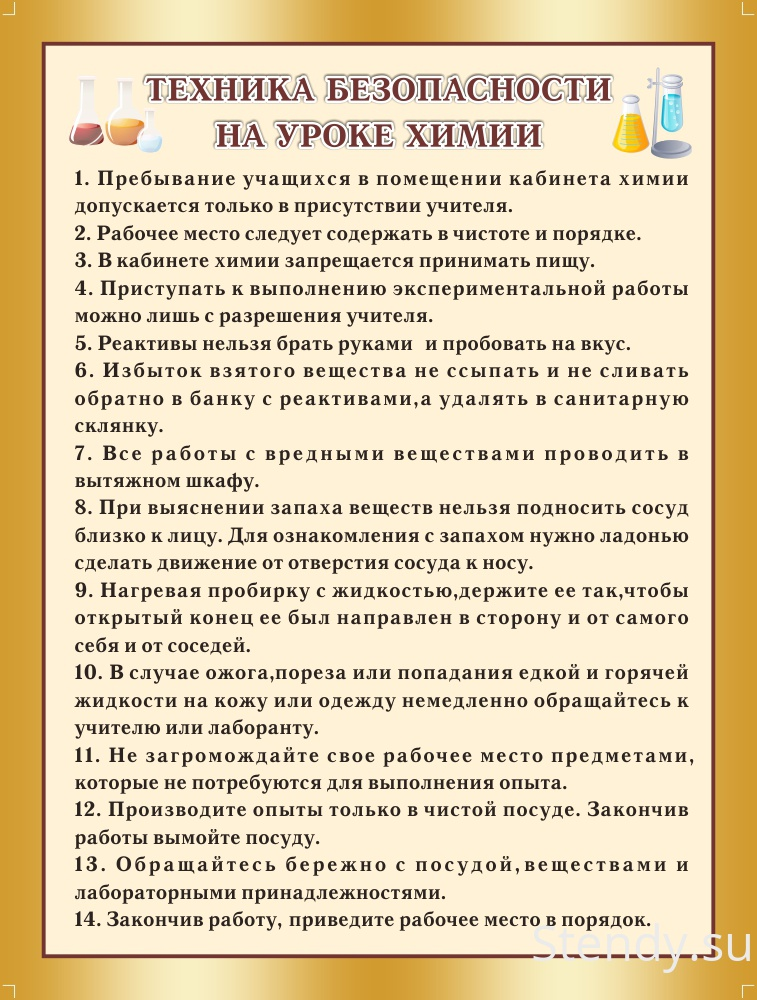 ТЕХНИКА БЕЗОПАСНОСТИ
НА УРОКЕ ХИМИИ
1. Пребывание учащихся в помещении кабинета химии
допускается только в присутствии учителя.
2. Рабочее место следует содержать в чистоте и порядке.
3. В кабинете химии запрещается принимать пищу.
4. Приступать к выполнению экспериментальной работы
можно лишь с разрешения учителя.
5. Реактивы нельзя брать руками и пробовать на вкус.
6. Избыток взятого вещества не ссыпать и не сливать
обратно в банку с реактивами,а удалять в санитарную
склянку.
7. Все работы с вредными веществами проводить в
вытяжном шкафу.
8. При выяснении запаха веществ нельзя подносить сосуд
близко к лицу. Для ознакомления с запахом нужно ладонью
сделать движение от отверстия сосуда к носу.
9. Нагревая пробирку с жидкостью,держите ее так,чтобы
открытый конец ее был направлен в сторону и от самого
себя и от соседей.
10. В случае ожога,пореза или попадания едкой и горячей
жидкости на кожу или одежду немедленно обращайтесь к
учителю или лаборанту.
11. Не загромождайте свое рабочее место предметами,
которые не потребуются для выполнения опыта.
12. Производите опыты только в чистой посуде. Закончив
работы вымойте посуду.
13. Обращайтесь бережно с посудой,веществами и
лабораторными принадлежностями.
14. Закончив работу, приведите рабочее место в порядок.
Stendy.su